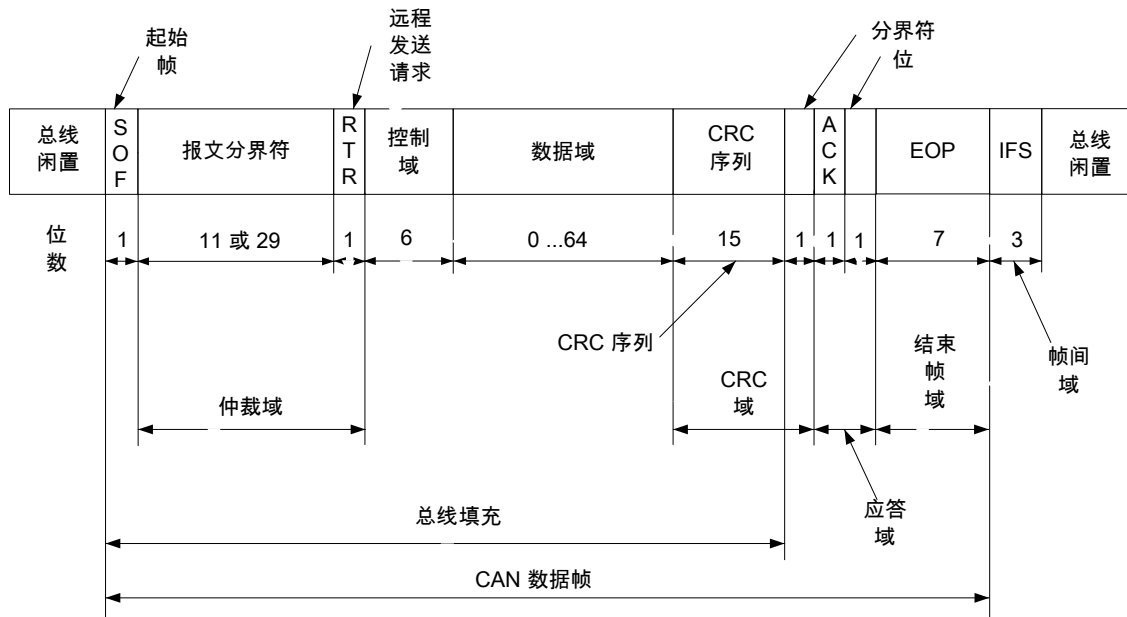 起始
帧
远程
发送
请求
分界符
位
总线
闲置
SOF
报文分界符
RTR
控制
域
数据域
CRC
序列
ACK
EOP
IFS
总线
闲置
位
数
1
11 或 29
1
6
0 ...64
15
1
1
1
7
3
CRC 序列
仲裁域
CRC
域
结束
帧
域
帧间
域
总线填充
应答
域
CAN 数据帧